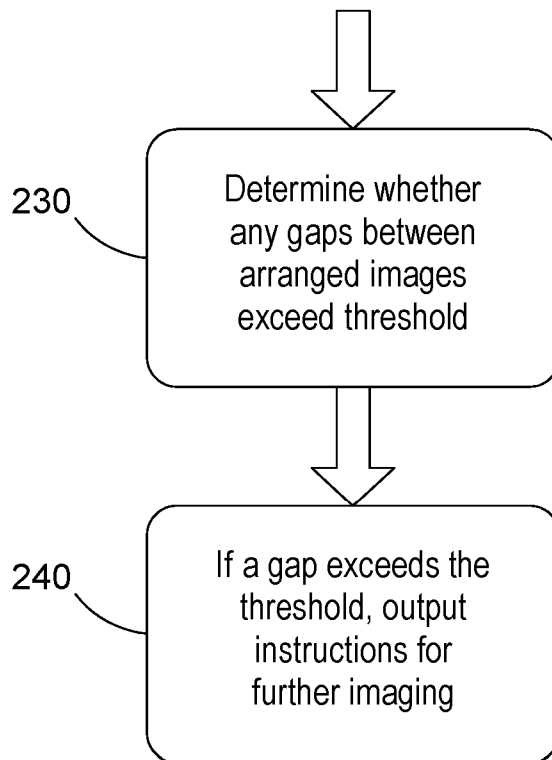 230
Determine whether
any gaps between
arranged images
exceed threshold
240
If a gap exceeds the
threshold, output
instructions for
further imaging